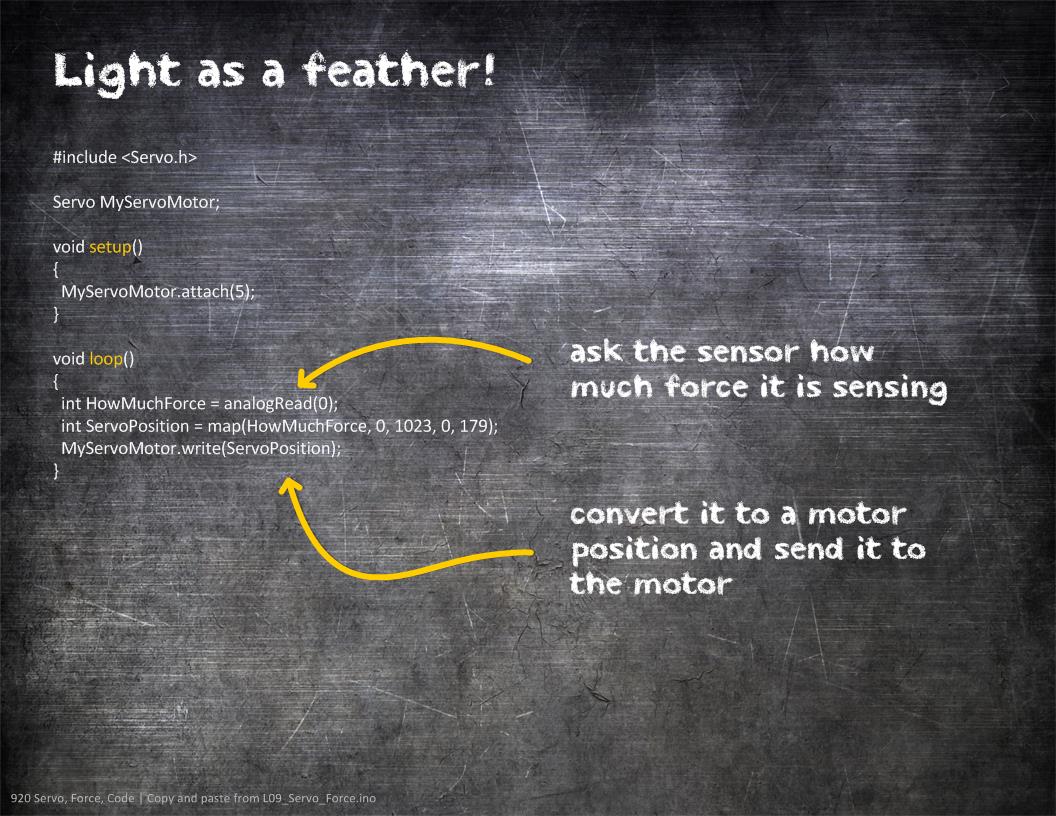 Light as a feather!
#include <Servo.h>
Servo MyServoMotor;
void setup()
{
  MyServoMotor.attach(5);
}
void loop()
{
  int HowMuchForce = analogRead(0);
  int ServoPosition = map(HowMuchForce, 0, 1023, 0, 179);
  MyServoMotor.write(ServoPosition);
}
ask the sensor how
much force it is sensing
convert it to a motor
position and send it to
the motor
920 Servo, Force, Code | Copy and paste from L09_Servo_Force.ino